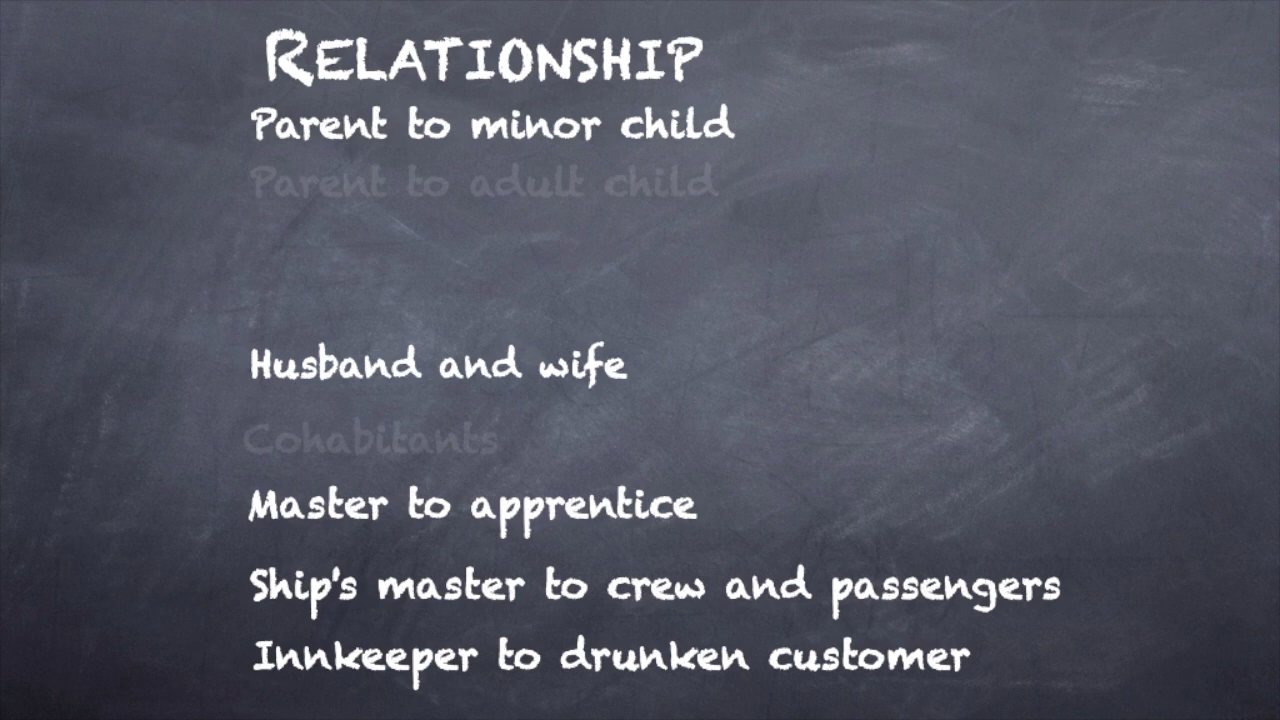 RELATIONSHIP
Parent to minor child
Parent to adult child
Husband and wife
Cohabitants
Master to apprentice
Ship's master to crew and passengers
Innkeeper to drunken customer